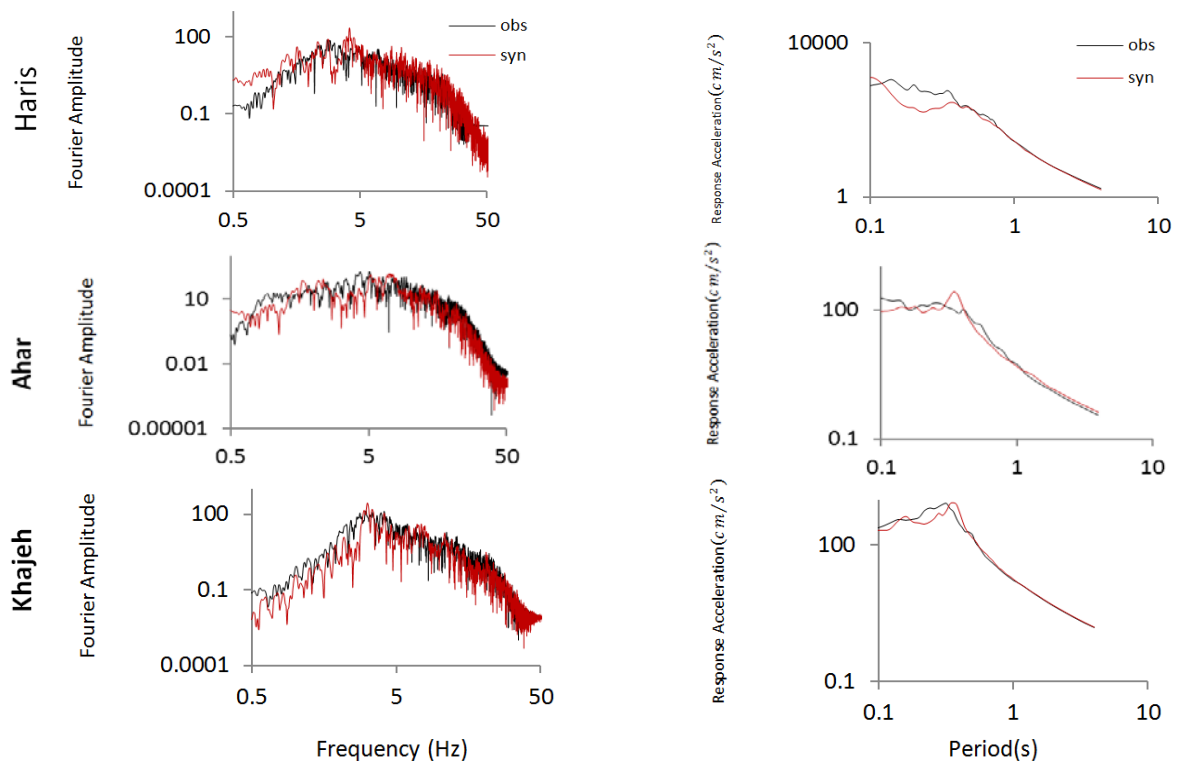 Haris
Fourier Amplitude
100
0.1
0.0001
0.5
5
50
obs
syn
Response Acceleration(cm/s²)
10000
1
0.1
1
10
obs
syn
Ahar
Fourier Amplitude
10
0.01
0.00001
0.5
5
50
Response Acceleration(cm/s²)
100
0.1
0.1
1
10
Khajeh
Fourier Amplitude
100
0.1
0.0001
0.5
5
50
Response Acceleration(cm/s²)
100
0.1
0.1
1
10
Frequency (Hz)
Period(s)